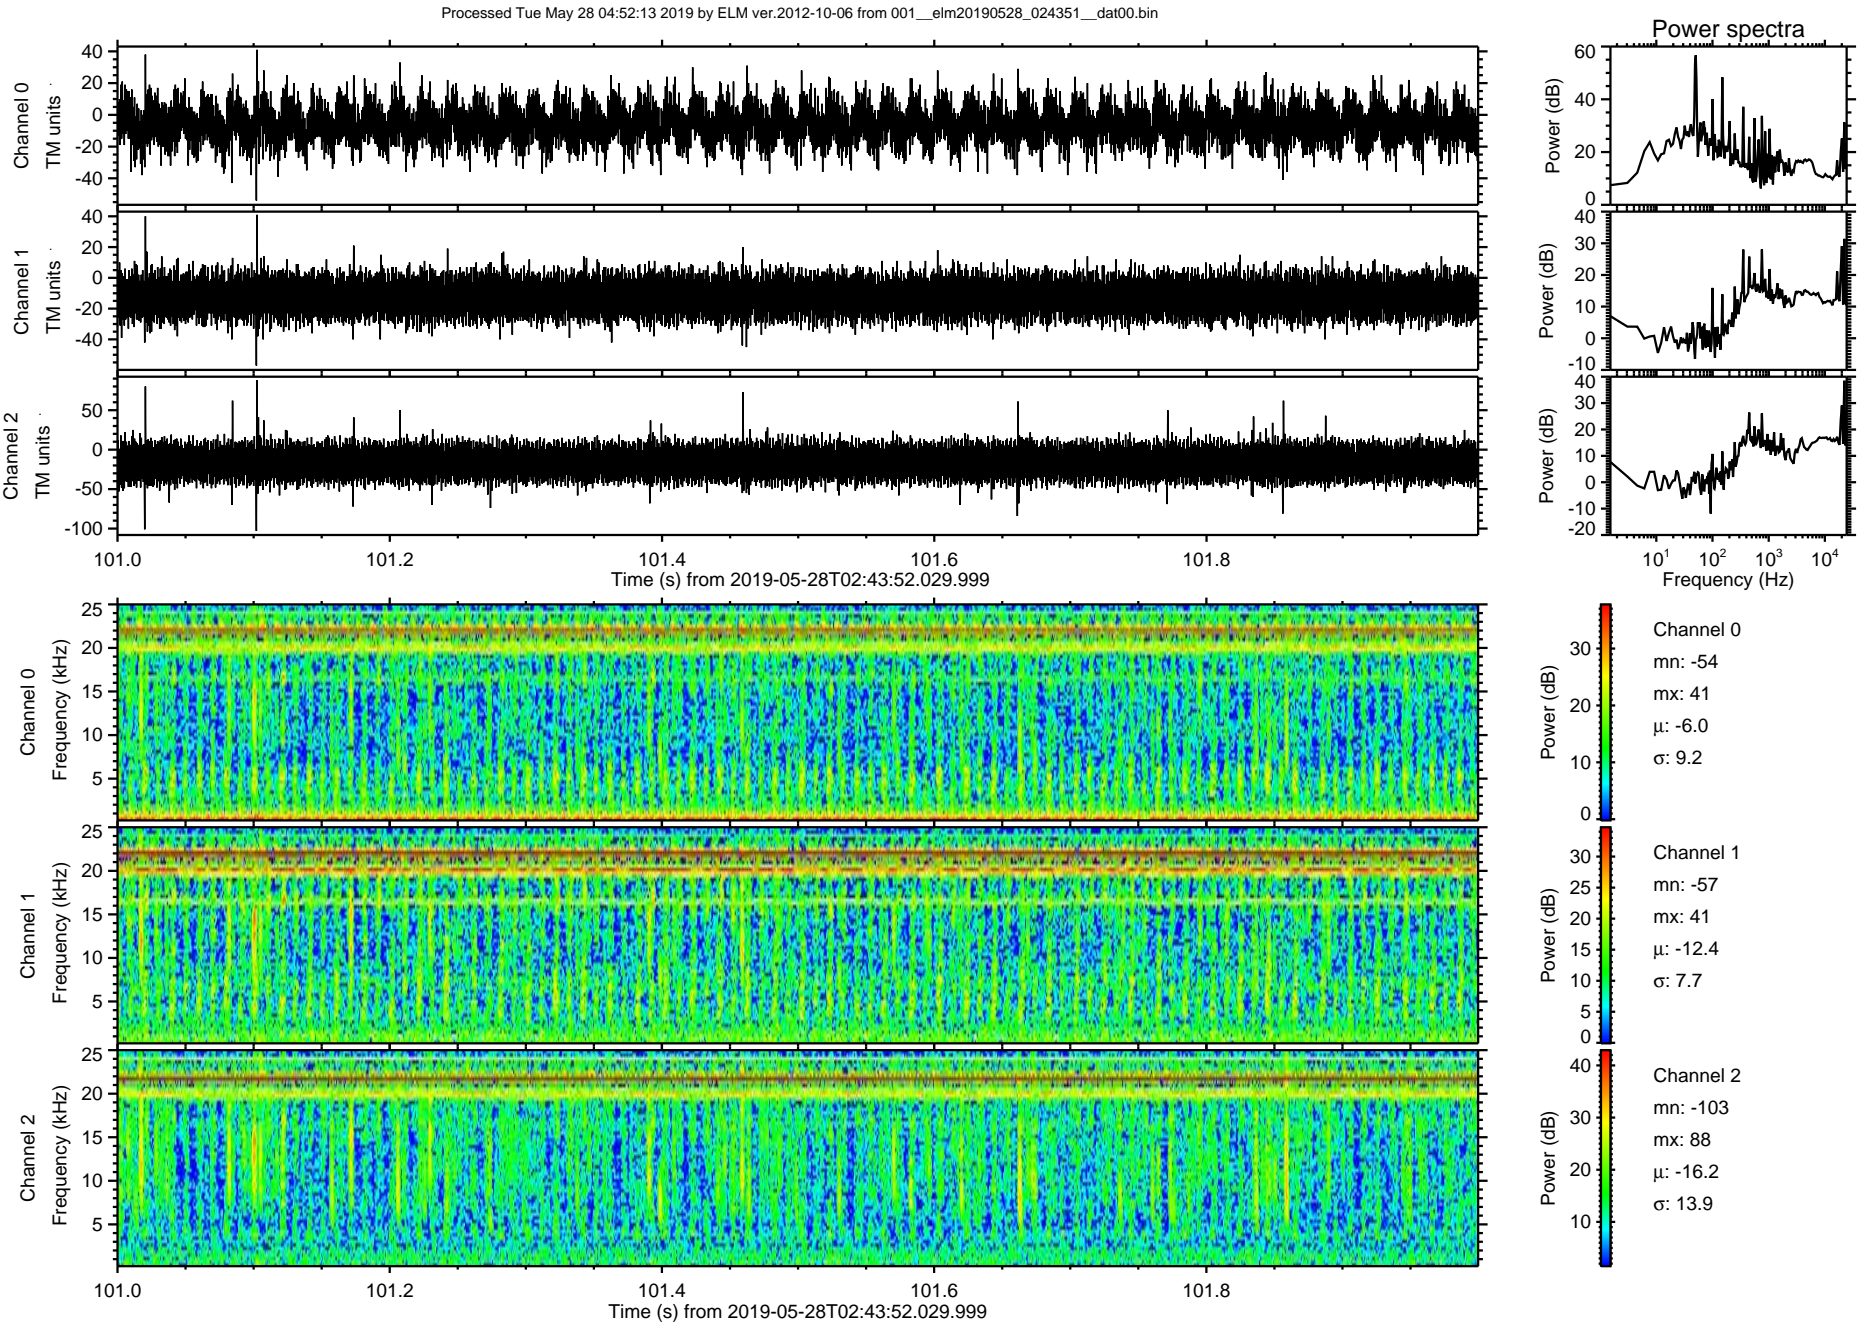 Processed Tue May 28 04:52:13 2019 by ELM ver.2012-10-06 from 001__elm20190528_024351__dat00.bin
Power spectra
Channel 0
TM units
40
20
0
-20
-40
Power (dB)
60
40
20
0
Channel 1
TM units
40
20
0
-20
-40
Power (dB)
40
30
20
10
0
-10
Channel 2
TM units
50
0
-50
-100
Power (dB)
40
30
20
10
0
-10
-20
101.0 101.2 101.4 101.6 101.8
Time (s) from 2019-05-28T02:43:52.029.999
10¹ 10² 10³ 10⁴
Frequency (Hz)
Channel 0
Frequency (kHz)
25
20
15
10
5
Power (dB)
30
20
10
0
Channel 0
mn: -54
mx: 41
μ: -6.0
σ: 9.2
Channel 1
Frequency (kHz)
25
20
15
10
5
Power (dB)
30
25
20
15
10
5
0
Channel 1
mn: -57
mx: 41
μ: -12.4
σ: 7.7
Channel 2
Frequency (kHz)
25
20
15
10
5
Power (dB)
40
30
20
10
Channel 2
mn: -103
mx: 88
μ: -16.2
σ: 13.9
101.0 101.2 101.4 101.6 101.8
Time (s) from 2019-05-28T02:43:52.029.999